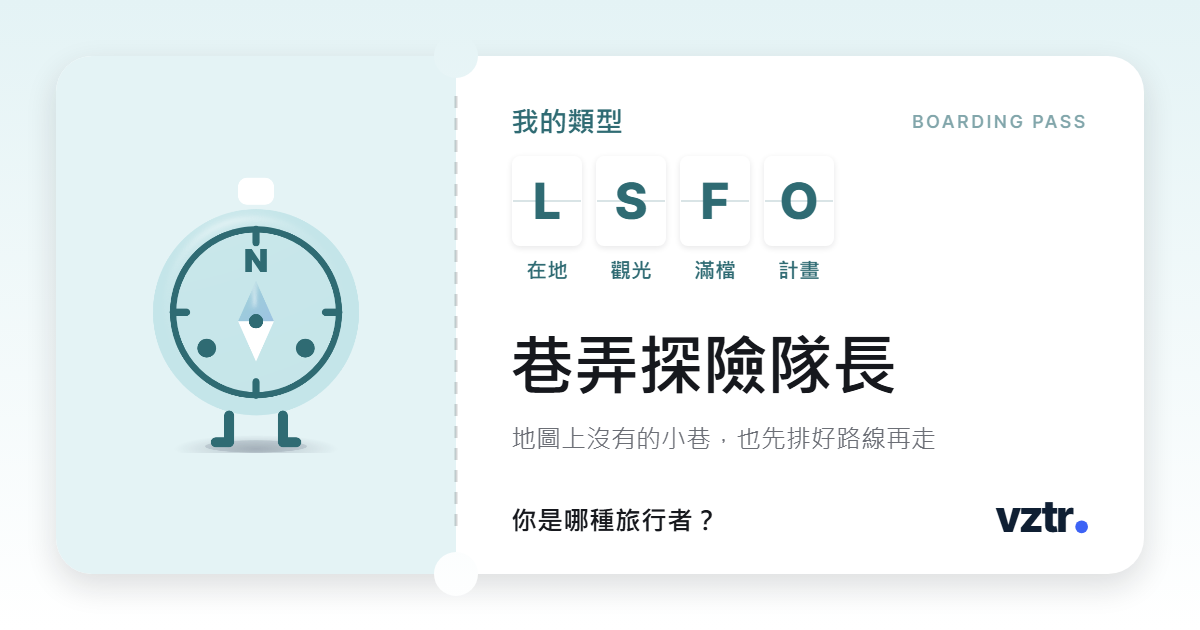 N
我的類型
BOARDING PASS
L S F O
在地 觀光 滿檔 計畫
巷弄探險隊長
地圖上沒有的小巷，也先排好路線再走
你是哪種旅行者？
vztr.